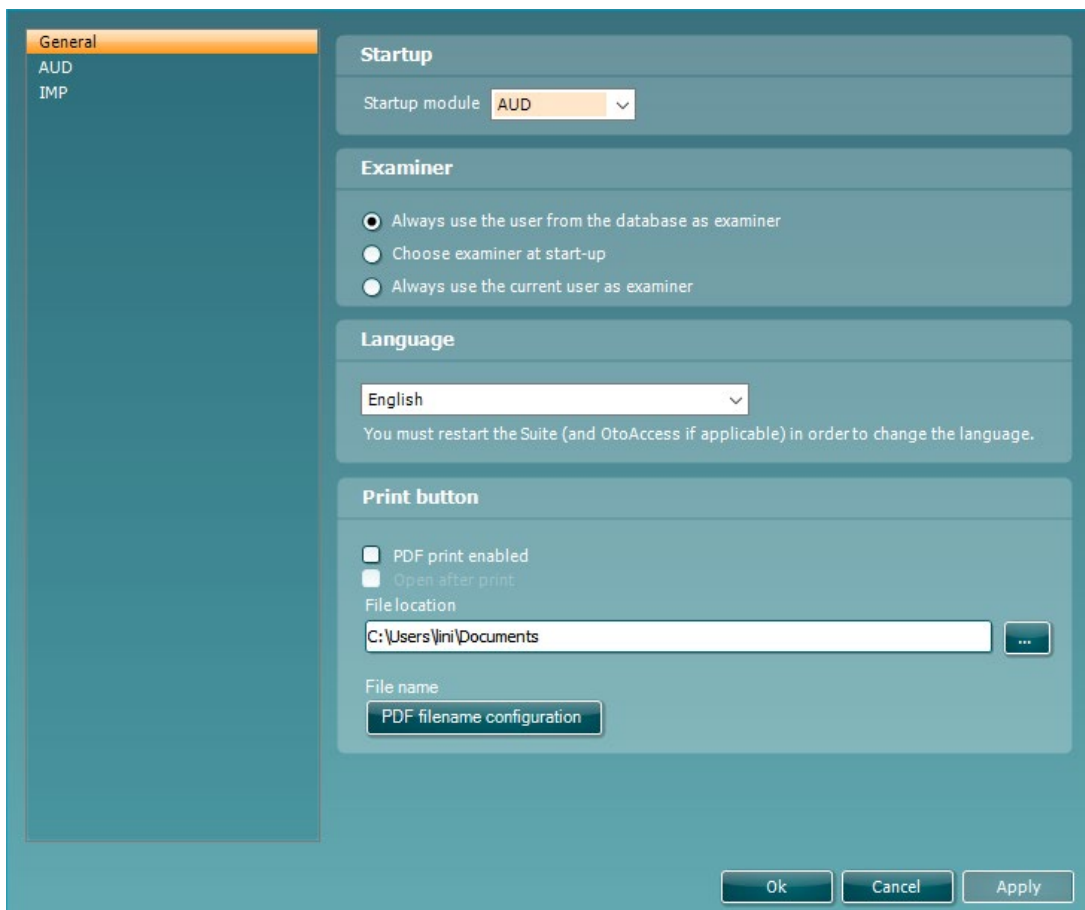 General
AUD
IMP
Startup
Startup module AUD
Examiner
Always use the user from the database as examiner
Choose examiner at start-up
Always use the current user as examiner
Language
English
You must restart the Suite (and OtoAccess if applicable) in order to change the language.
Print button
PDF print enabled
Open after print
File location
C:\Users\lini\Documents
...
File name
PDF filename configuration
Ok Cancel Apply